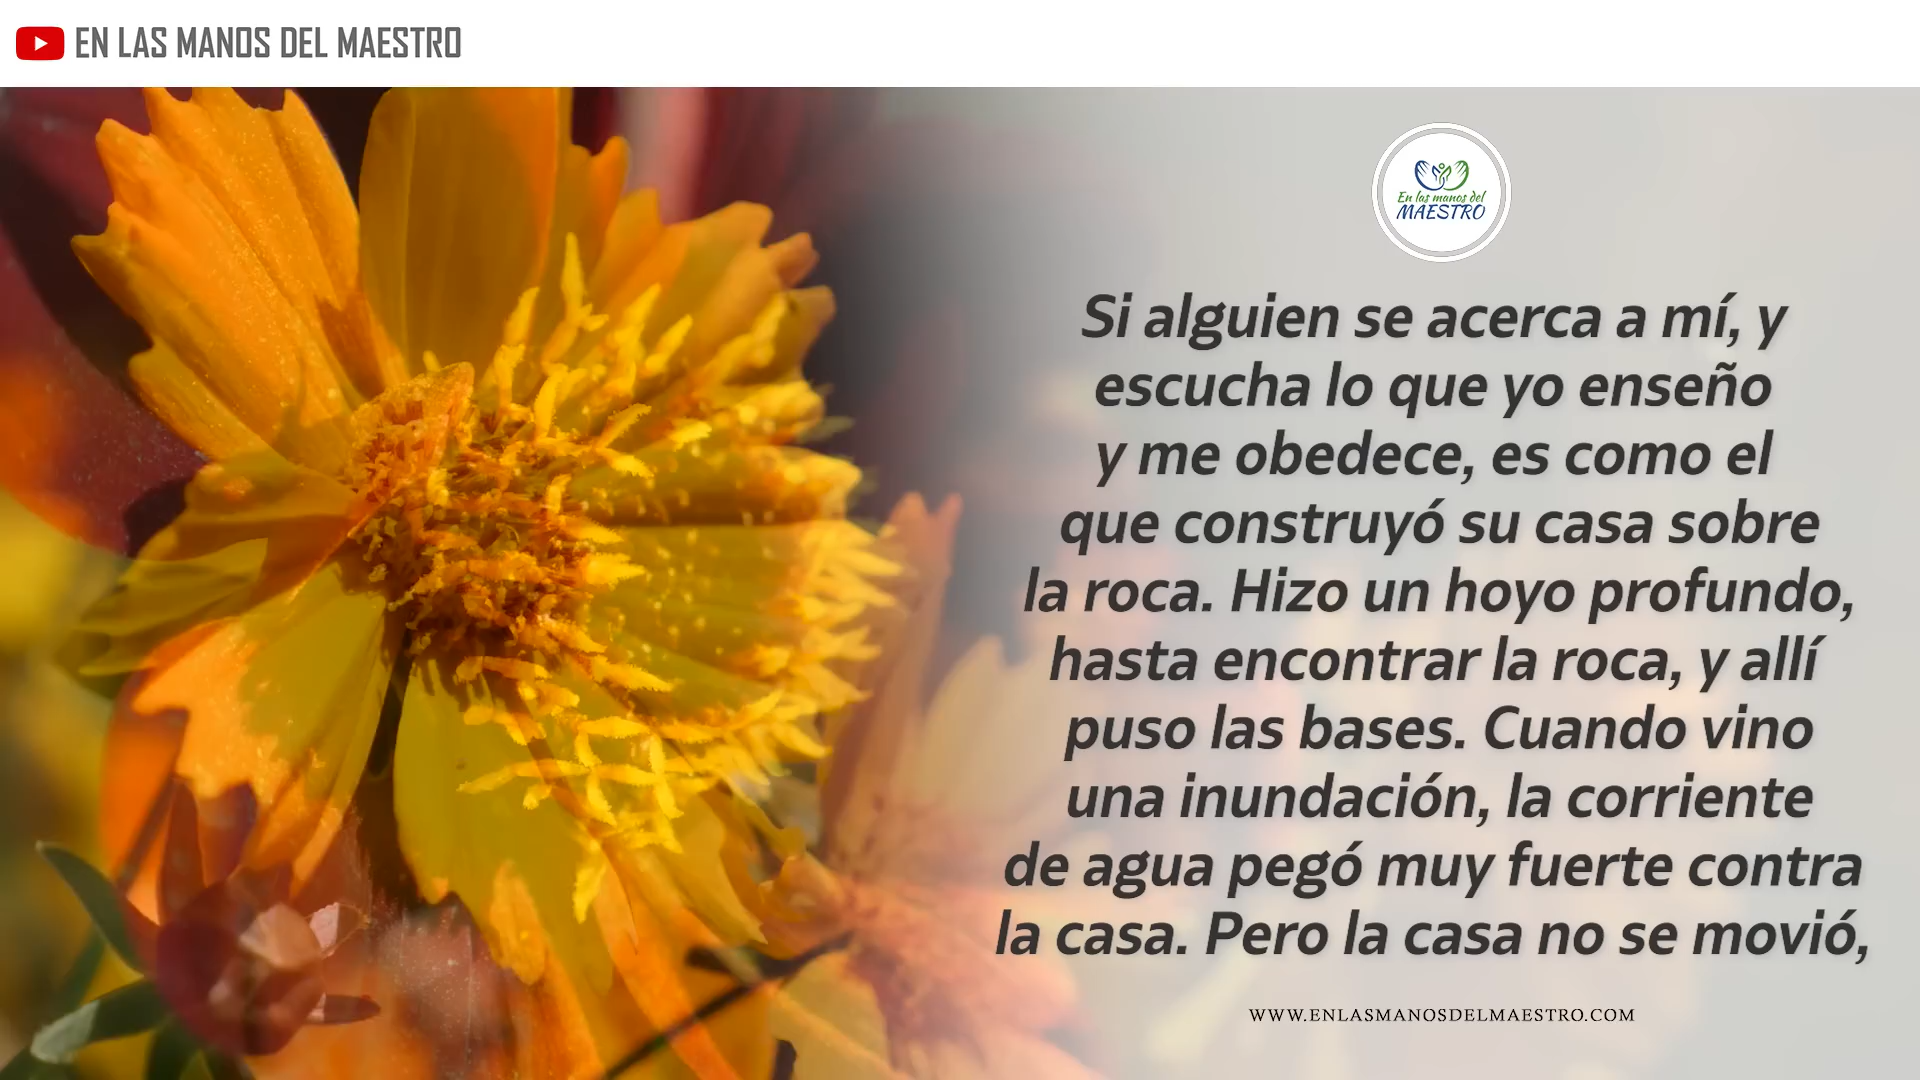 EN LAS MANOS DEL MAESTRO
En las manos del
MAESTRO
Si alguien se acerca a mí, y
escucha lo que yo enseño
y me obedece, es como el
que construyó su casa sobre
la roca. Hizo un hoyo profundo,
hasta encontrar la roca, y allí
puso las bases. Cuando vino
una inundación, la corriente
de agua pegó muy fuerte contra
la casa. Pero la casa no se movió,
WWW.ENLASMANOSDELMAESTRO.COM